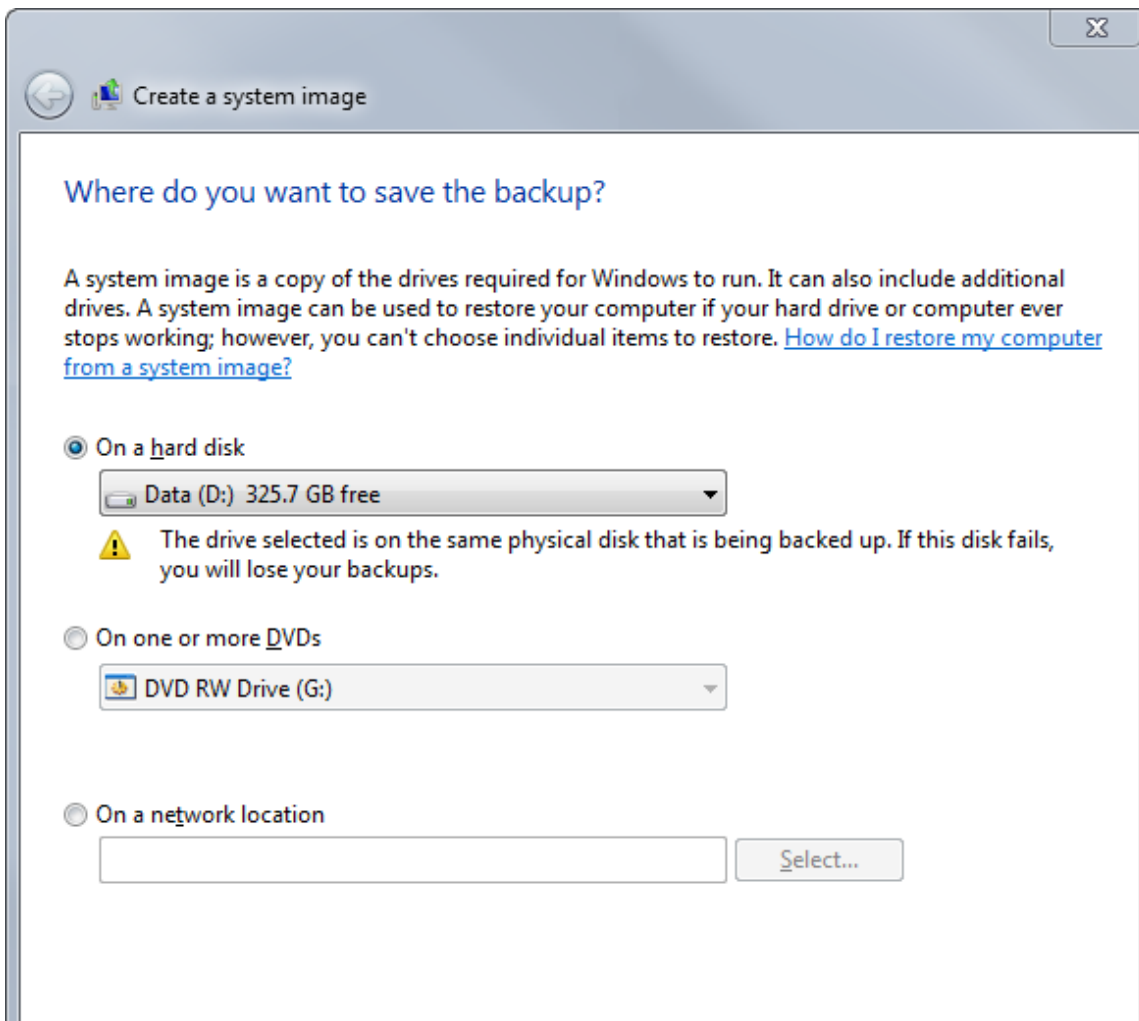 Create a system image
Where do you want to save the backup?
A system image is a copy of the drives required for Windows to run. It can also include additional
drives. A system image can be used to restore your computer if your hard drive or computer ever
stops working; however, you can't choose individual items to restore. How do I restore my computer
from a system image?
On a hard disk
Data (D:)  325.7 GB free
The drive selected is on the same physical disk that is being backed up. If this disk fails,
you will lose your backups.
On one or more DVDs
DVD RW Drive (G:)
On a network location
Select...